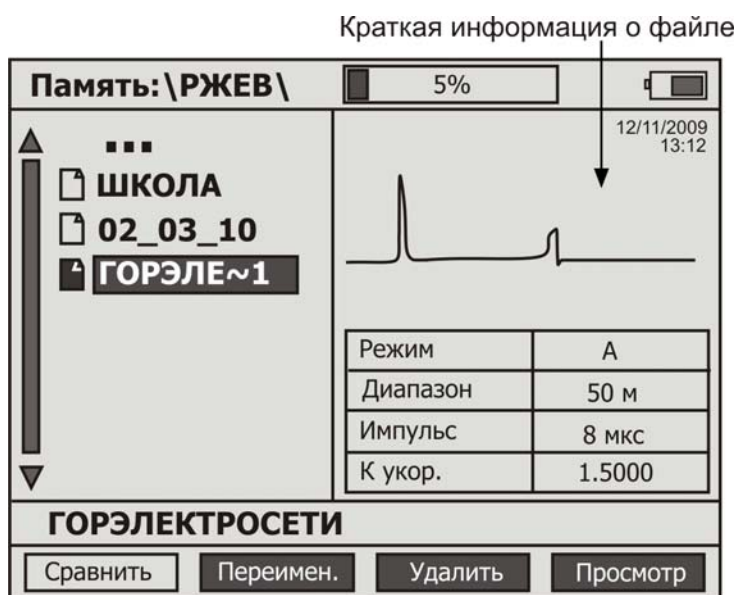 Краткая информация о файле
Память:\РЖЕВ\ 5%
12/11/2009
13:12
...
ШКОЛА
02_03_10
ГОРЭЛЕ~1
Режим А
Диапазон 50 м
Импульс 8 мкс
К укор. 1.5000
ГОРЭЛЕКТРОСЕТИ
Сравнить Переимен. Удалить Просмотр